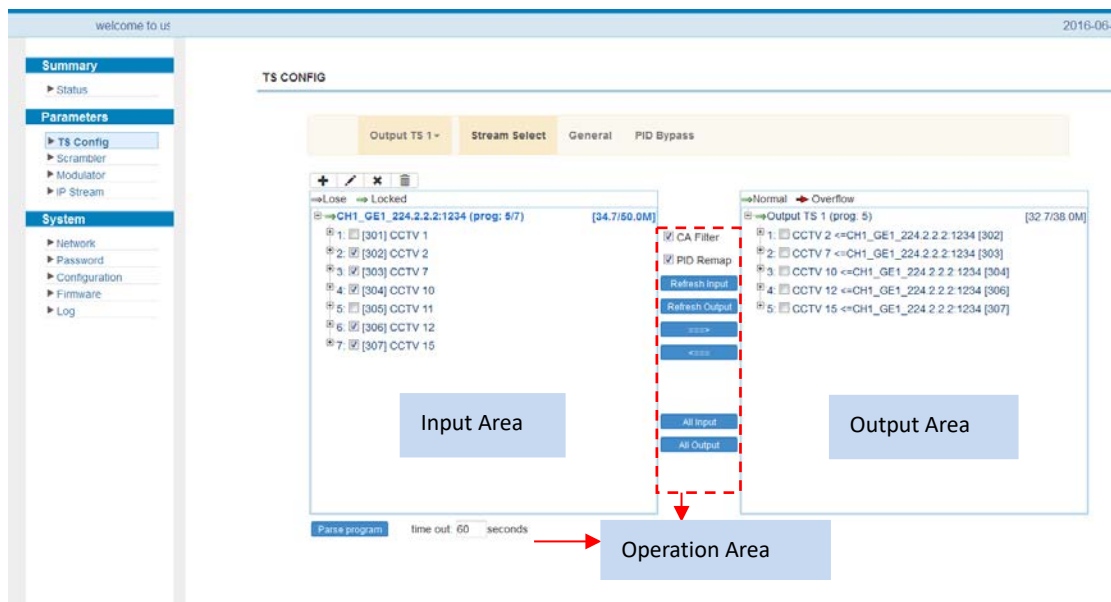 welcome to us
2016-06-
Summary
Status
Parameters
TS Config
Scrambler
Modulator
IP Stream
System
Network
Password
Configuration
Firmware
Log
TS CONFIG
Output TS 1
Stream Select
General
PID Bypass
Lose
Locked
CH1_GE1_224.2.2.2:1234 (prog: 5/7) [34.7/50.0M]
1: [301] CCTV 1
2: [302] CCTV 2
3: [303] CCTV 7
4: [304] CCTV 10
5: [305] CCTV 11
6: [306] CCTV 12
7: [307] CCTV 15
Input Area
CA Filter
PID Remap
Refresh Input
Refresh Output
===>
<===
All Input
All Output
Normal
Overflow
Output TS 1 (prog: 5) [32.7/38.0M]
1: CCTV 2 <=CH1_GE1_224.2.2.2:1234 [302]
2: CCTV 7 <=CH1_GE1_224.2.2.2:1234 [303]
3: CCTV 10 <=CH1_GE1_224.2.2.2:1234 [304]
4: CCTV 12 <=CH1_GE1_224.2.2.2:1234 [306]
5: CCTV 15 <=CH1_GE1_224.2.2.2:1234 [307]
Output Area
Parse program
time out: 60 seconds
Operation Area